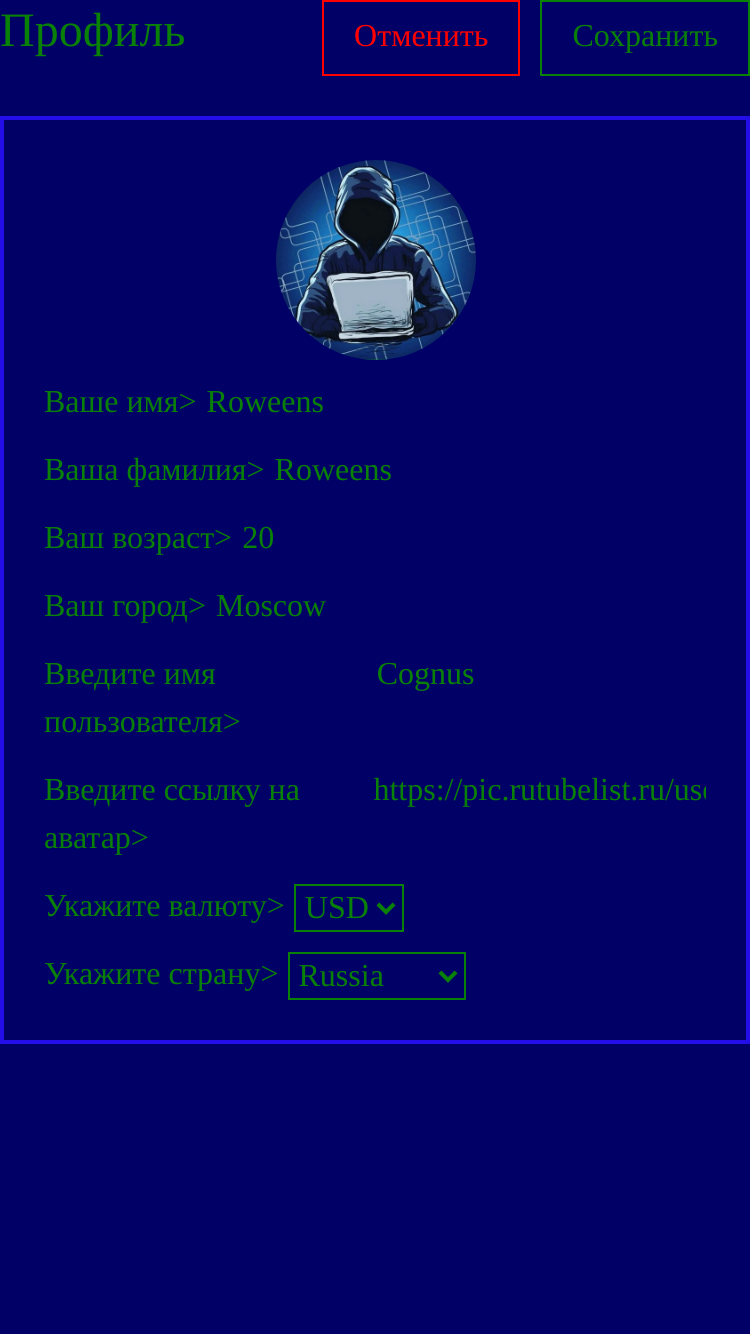 Профиль
Отменить
Сохранить
Ваше имя> Roweens
Ваша фамилия> Roweens
Ваш возраст> 20
Ваш город> Moscow
Введите имя
пользователя>
Cognus
Введите ссылку на
аватар>
https://pic.rutubelist.ru/us
Укажите валюту> USD
Укажите страну> Russia